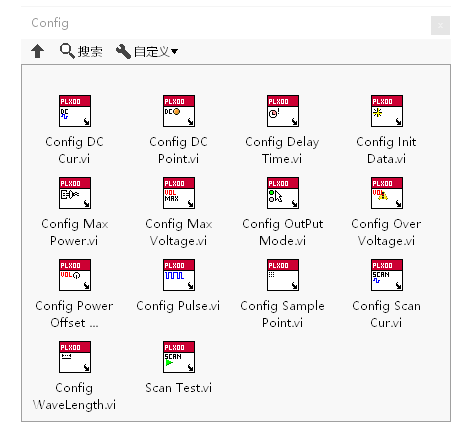 Config
搜索 自定义
PLX00 PLX00 PLX00 PLX00
DC DC
Config DC Config DC Config Delay Config Init
Cur.vi Point.vi Time.vi Data.vi
PLX00 PLX00 PLX00 PLX00
VOL VOL
MAX
Config Max Config Max Config OutPut Config Over
Power.vi Voltage.vi Mode.vi Voltage.vi
PLX00 PLX00 PLX00 PLX00
VOL SCAN
Config Power Config Pulse.vi Config Sample Config Scan
Offset ... Point.vi Cur.vi
PLX00 PLX00
SCAN
Config Scan Test.vi
WaveLength.vi